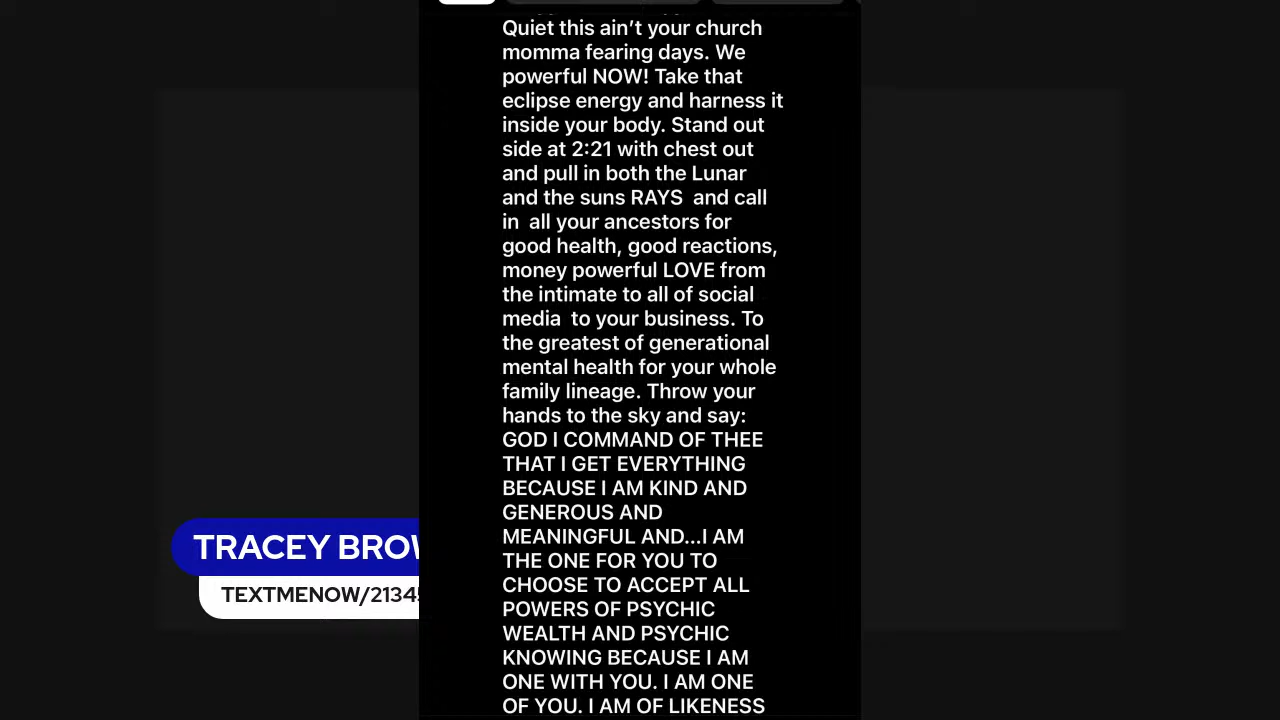 Quiet this ain’t your church
momma fearing days. We
powerful NOW! Take that
eclipse energy and harness it
inside your body. Stand out
side at 2:21 with chest out
and pull in both the Lunar
and the suns RAYS  and call
in  all your ancestors for
good health, good reactions,
money powerful LOVE from
the intimate to all of social
media  to your business. To
the greatest of generational
mental health for your whole
family lineage. Throw your
hands to the sky and say:
GOD I COMMAND OF THEE
THAT I GET EVERYTHING
BECAUSE I AM KIND AND
GENEROUS AND
MEANINGFUL AND...I AM
THE ONE FOR YOU TO
CHOOSE TO ACCEPT ALL
POWERS OF PSYCHIC
WEALTH AND PSYCHIC
KNOWING BECAUSE I AM
ONE WITH YOU. I AM ONE
OF YOU. I AM OF LIKENESS
TRACEY BROW
TEXTMENOW/2134